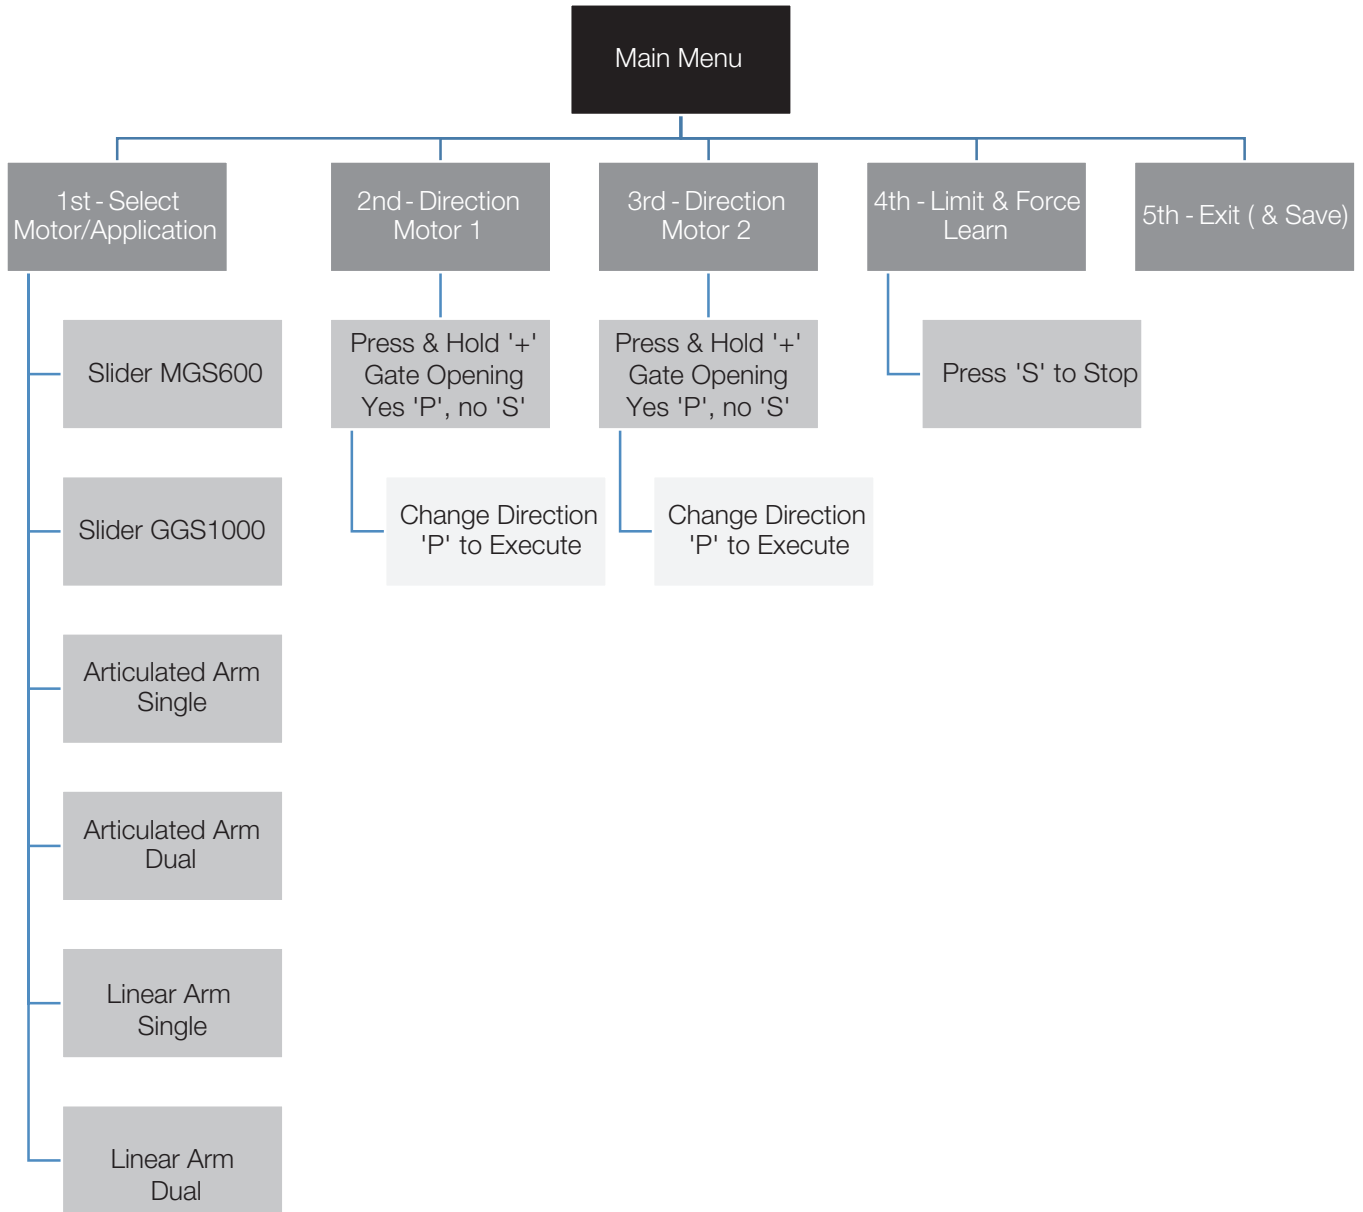 Main Menu
1st - Select
Motor/Application
2nd - Direction
Motor 1
3rd - Direction
Motor 2
4th - Limit & Force
Learn
5th - Exit ( & Save)
Slider MGS600
Slider GGS1000
Articulated Arm
Single
Articulated Arm
Dual
Linear Arm
Single
Linear Arm
Dual
Press & Hold '+'
Gate Opening
Yes 'P', no 'S'
Change Direction
'P' to Execute
Press & Hold '+'
Gate Opening
Yes 'P', no 'S'
Change Direction
'P' to Execute
Press 'S' to Stop